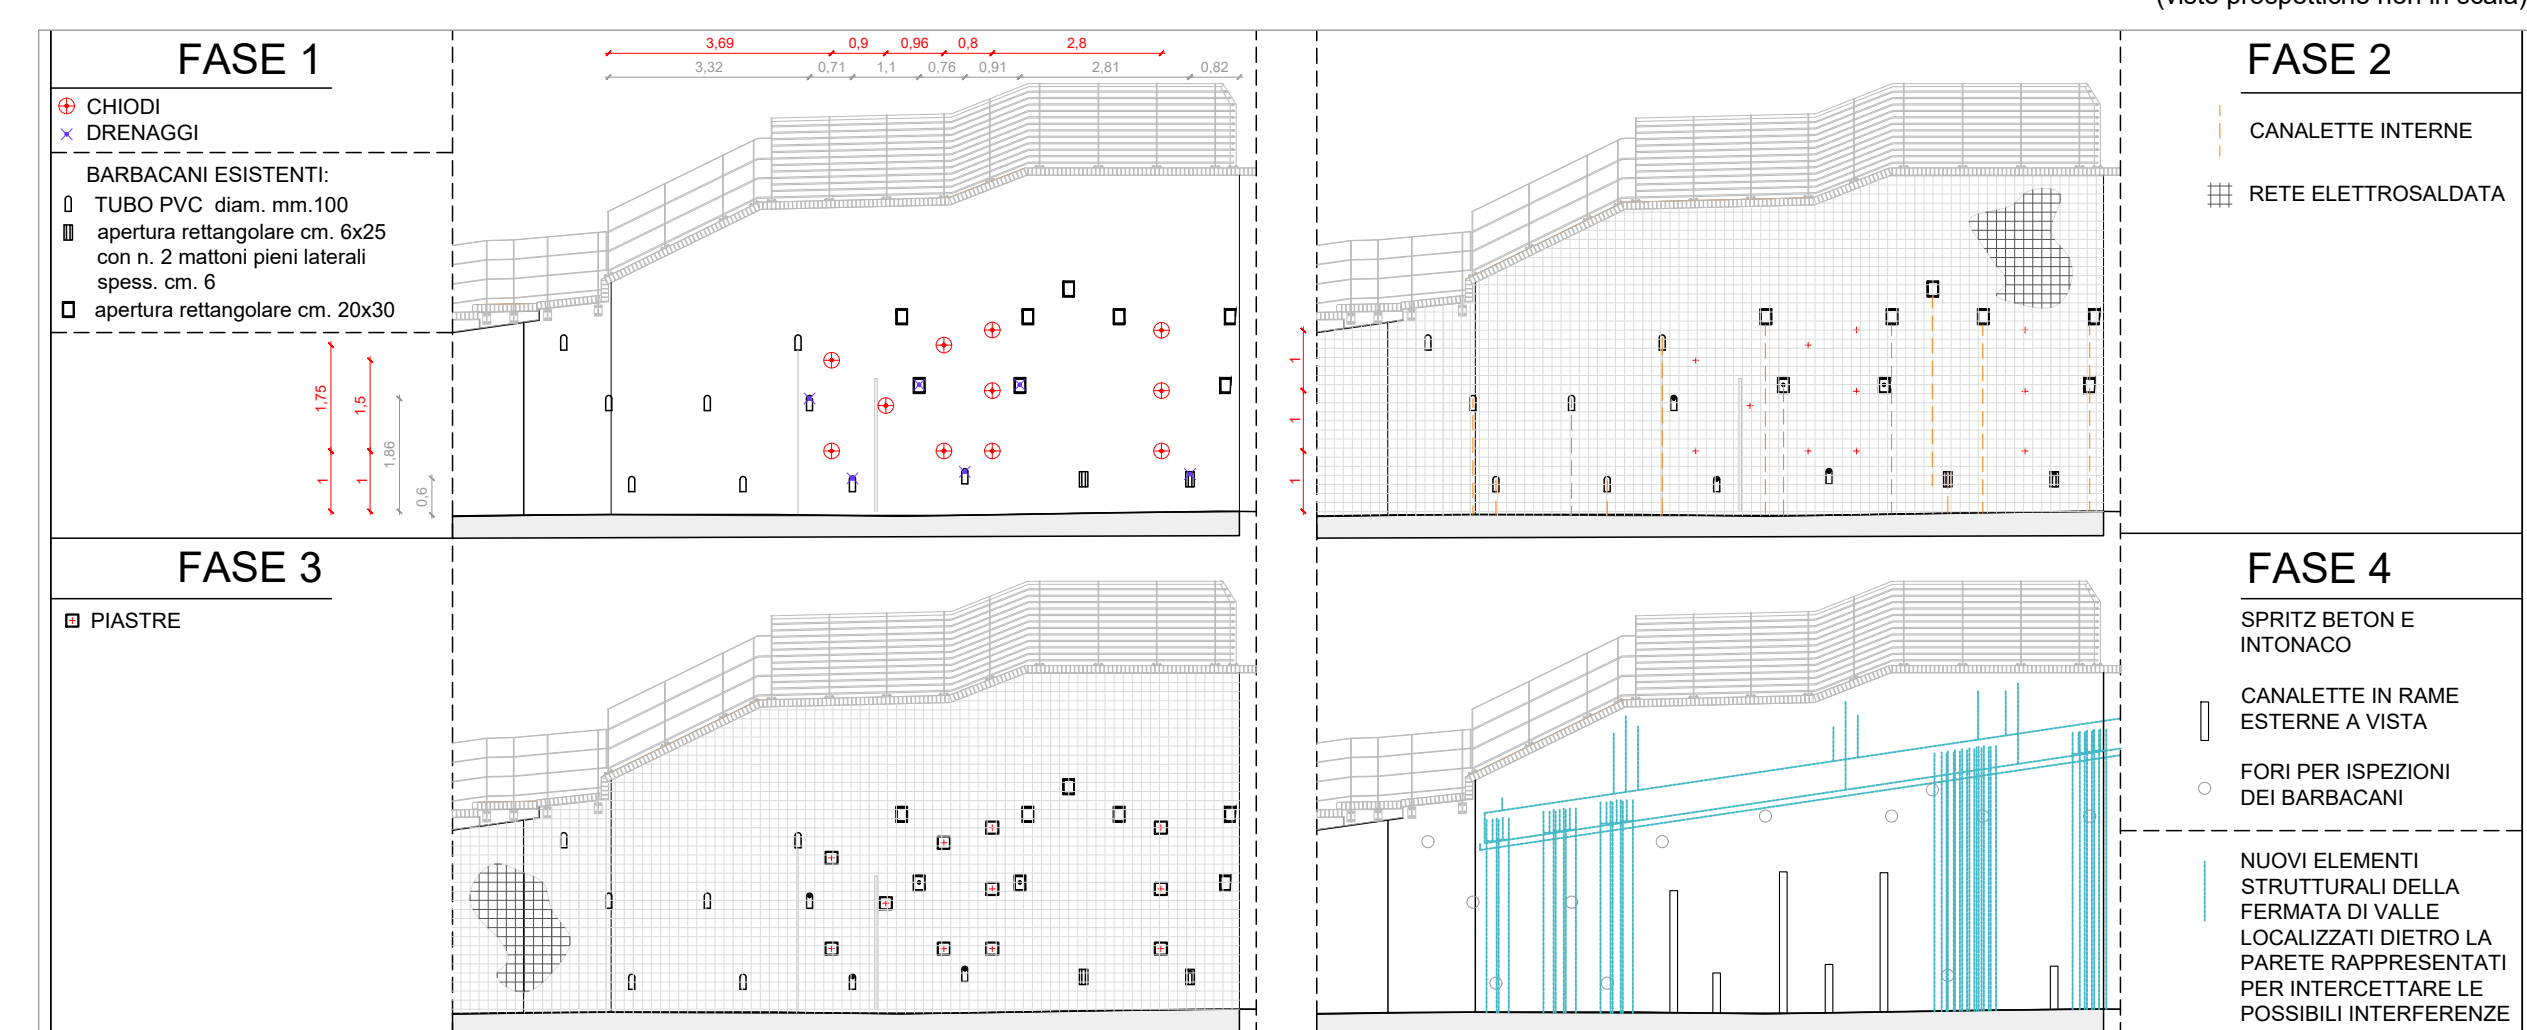 (viste prospettiche non in scala)
FASE 1
CHIODI
DRENAGGI
BARBACANI ESISTENTI:
TUBO PVC diam. mm.100
apertura rettangolare cm. 6x25
con n. 2 mattoni pieni laterali
spess. cm. 6
apertura rettangolare cm. 20x30
3,69 0,9 0,96 0,8 2,8
3,32 0,71 1,1 0,76 0,91 2,81 0,82
1,75
1
1,5
1
1,86
0,6
FASE 2
CANALETTE INTERNE
RETE ELETTROSALDATA
1
1
1
FASE 3
PIASTRE
FASE 4
SPRITZ BETON E
INTONACO
CANALETTE IN RAME
ESTERNE A VISTA
FORI PER ISPEZIONI
DEI BARBACANI
NUOVI ELEMENTI
STRUTTURALI DELLA
FERMATA DI VALLE
LOCALIZZATI DIETRO LA
PARETE RAPPRESENTATI
PER INTERCETTARE LE
POSSIBILI INTERFERENZE